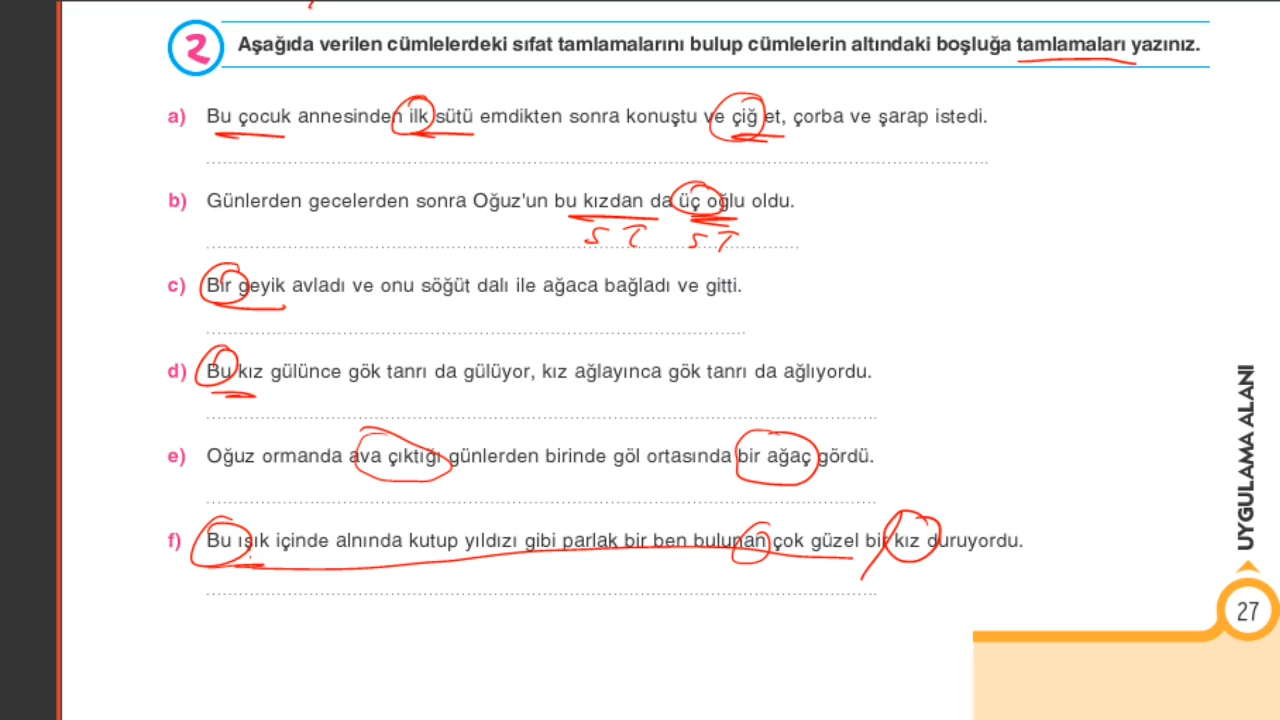 2 Aşağıda verilen cümlelerdeki sıfat tamlamalarını bulup cümlelerin altındaki boşluğa tamlamaları yazınız.
a) Bu çocuk annesinden ilk sütü emdikten sonra konuştu ve çiğ et, çorba ve şarap istedi.
b) Günlerden gecelerden sonra Oğuz'un bu kızdan da üç oğlu oldu.
S T S T
c) Bir geyik avladı ve onu söğüt dalı ile ağaca bağladı ve gitti.
d) Bu kız gülünce gök tanrı da gülüyor, kız ağlayınca gök tanrı da ağlıyordu.
e) Oğuz ormanda ava çıktığı günlerden birinde göl ortasında bir ağaç gördü.
f) Bu ışık içinde alnında kutup yıldızı gibi parlak bir ben bulunan çok güzel bir kız duruyordu.
UYGULAMA ALANI
27